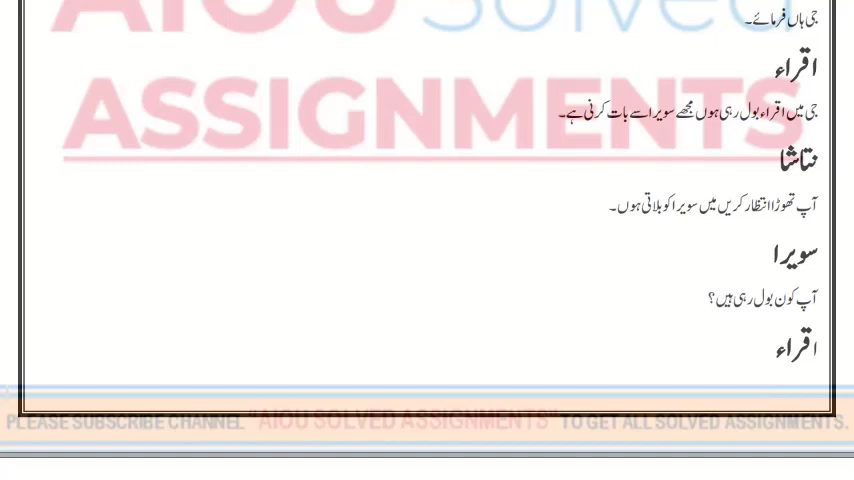 AIOU Solved
جی ہاں فرمائے۔
اقراء
ASSIGNMENTS
جی میں اقراء بول رہی ہوں مجھے سویرا سے بات کرنی ہے۔
نتاشا
آپ تھوڑا انتظار کریں میں سویرا کو بلاتی ہوں۔
سویرا
آپ کون بول رہی ہیں؟
اقراء
PLEASE SUBSCRIBE CHANNEL "AIOU SOLVED ASSIGNMENTS" TO GET ALL SOLVED ASSIGNMENTS.